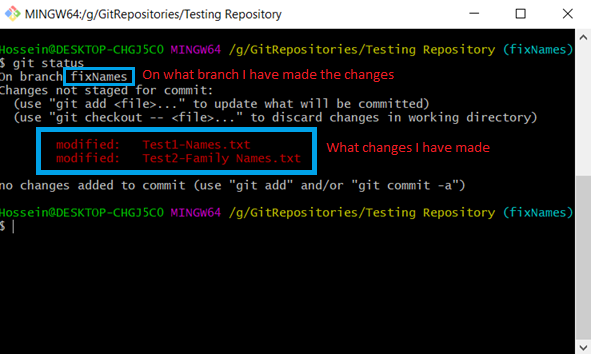 MINGW64:/g/GitRepositories/Testing Repository
Hossein@DESKTOP-CHGJ5CO MINGW64 /g/GitRepositories/Testing Repository (fixNames)
$ git status
On branch fixNames On what branch I have made the changes
Changes not staged for commit:
(use "git add <file>..." to update what will be committed)
(use "git checkout -- <file>..." to discard changes in working directory)
modified: Test1-Names.txt What changes I have made
modified: Test2-Family Names.txt
no changes added to commit (use "git add" and/or "git commit -a")
Hossein@DESKTOP-CHGJ5CO MINGW64 /g/GitRepositories/Testing Repository (fixNames)
$